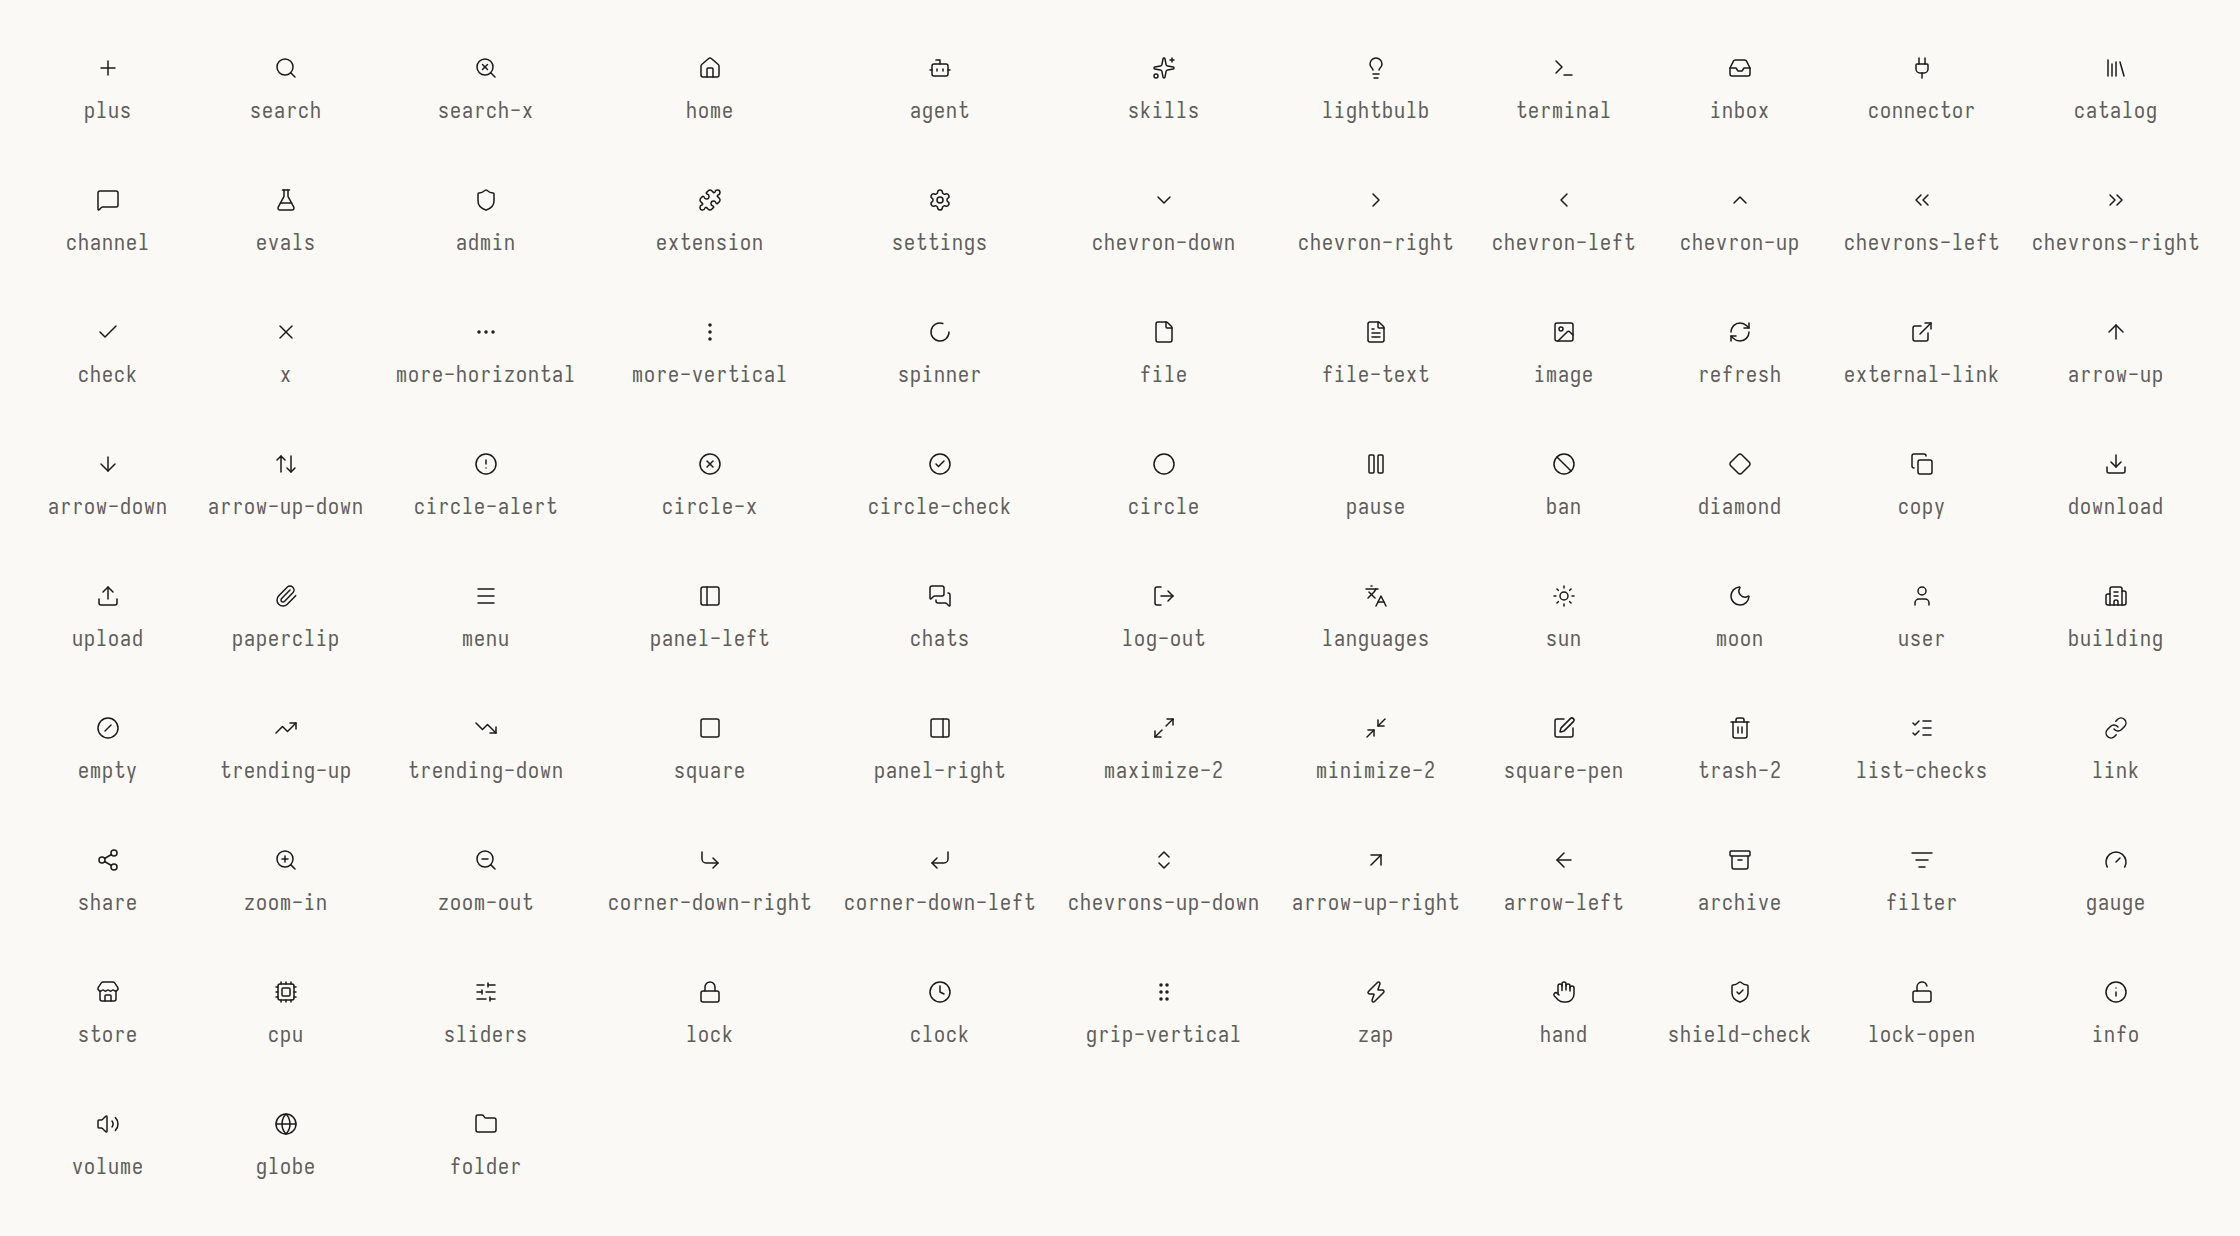 plus search search-x home agent skills lightbulb terminal inbox connector catalog
channel evals admin extension settings chevron-down chevron-right chevron-left chevron-up chevrons-left chevrons-right
check x more-horizontal more-vertical spinner file file-text image refresh external-link arrow-up
arrow-down arrow-up-down circle-alert circle-x circle-check circle pause ban diamond copy download
upload paperclip menu panel-left chats log-out languages sun moon user building
empty trending-up trending-down square panel-right maximize-2 minimize-2 square-pen trash-2 list-checks link
share zoom-in zoom-out corner-down-right corner-down-left chevrons-up-down arrow-up-right arrow-left archive filter gauge
store cpu sliders lock clock grip-vertical zap hand shield-check lock-open info
volume globe folder